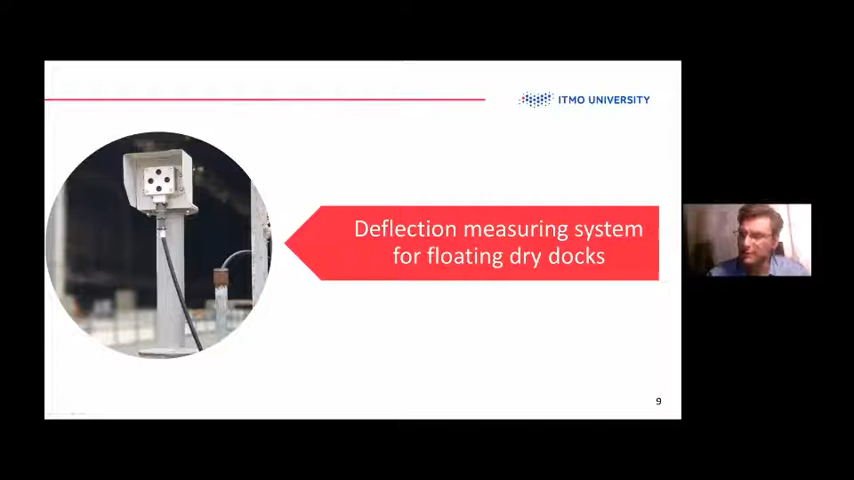 ITMO UNIVERSITY
Deflection measuring system
for floating dry docks
9